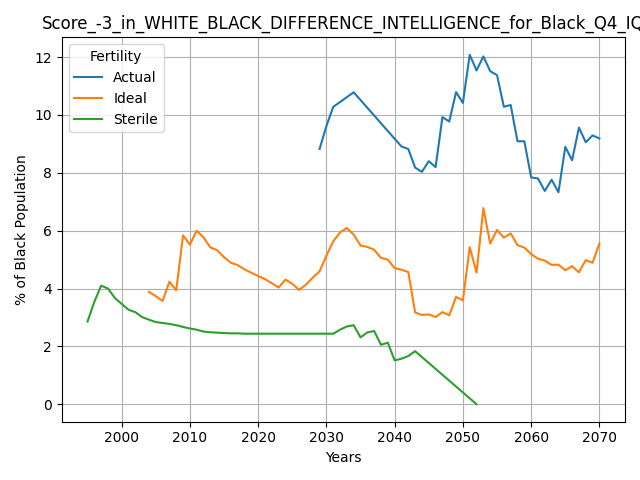 Score_-3_in_WHITE_BLACK_DIFFERENCE_INTELLIGENCE_for_Black_Q4_IQ
Fertility
Actual
Ideal
Sterile
% of Black Population
12
10
8
6
4
2
0
2000 2010 2020 2030 2040 2050 2060 2070
Years